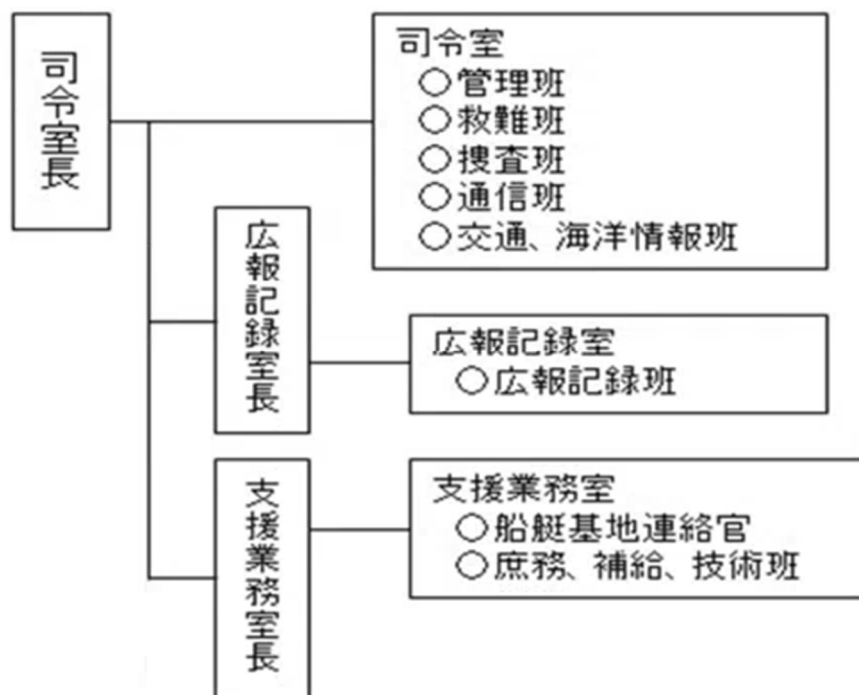 司令室長
司令室
○管理班
○救難班
○捜査班
○通信班
○交通、海洋情報班
広報記録室長
広報記録室
○広報記録班
支援業務室長
支援業務室
○船艇基地連絡官
○庶務、補給、技術班